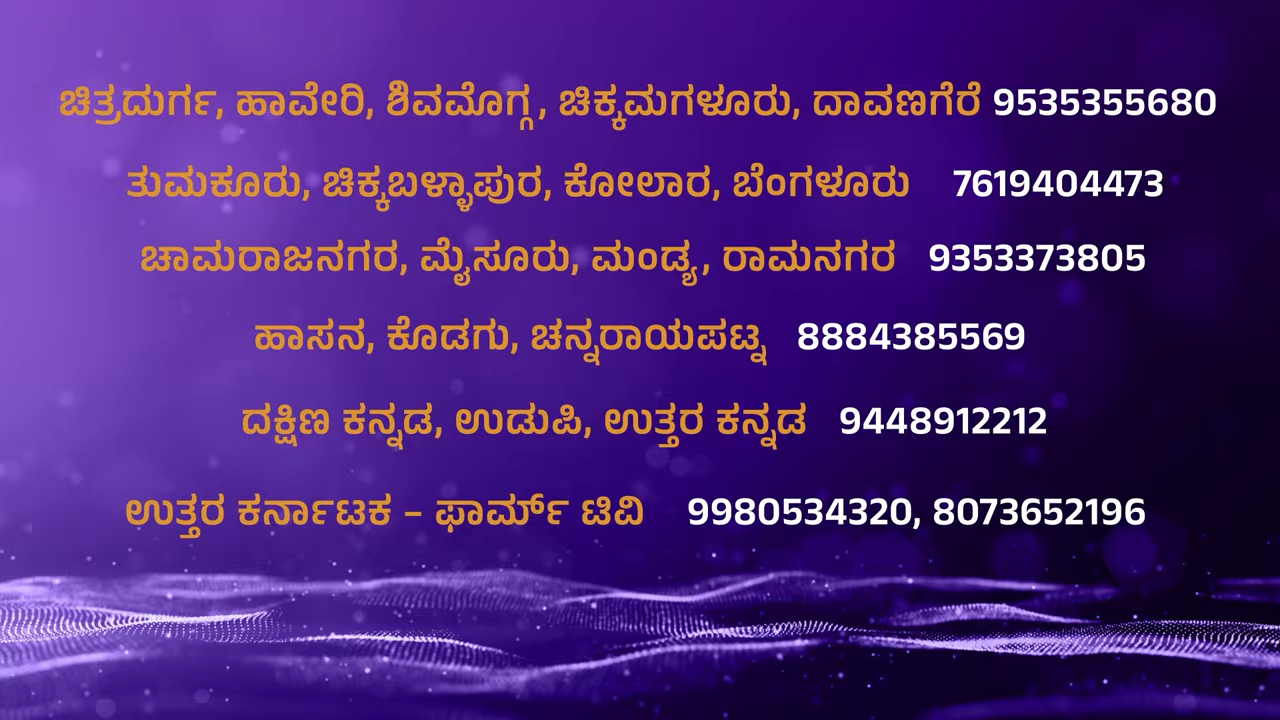 ಚಿತ್ರದುರ್ಗ, ಹಾವೇರಿ, ಶಿವಮೊಗ್ಗ, ಚಿಕ್ಕಮಗಳೂರು, ದಾವಣಗೆರೆ 9535355680
ತುಮಕೂರು, ಚಿಕ್ಕಬಳ್ಳಾಪುರ, ಕೋಲಾರ, ಬೆಂಗಳೂರು 7619404473
ಚಾಮರಾಜನಗರ, ಮೈಸೂರು, ಮಂಡ್ಯ, ರಾಮನಗರ 9353373805
ಹಾಸನ, ಕೊಡಗು, ಚನ್ನರಾಯಪಟ್ನ 8884385569
ದಕ್ಷಿಣ ಕನ್ನಡ, ಉಡುಪಿ, ಉತ್ತರ ಕನ್ನಡ 9448912212
ಉತ್ತರ ಕರ್ನಾಟಕ – ಫಾರ್ಮ್ ಟಿವಿ 9980534320, 8073652196